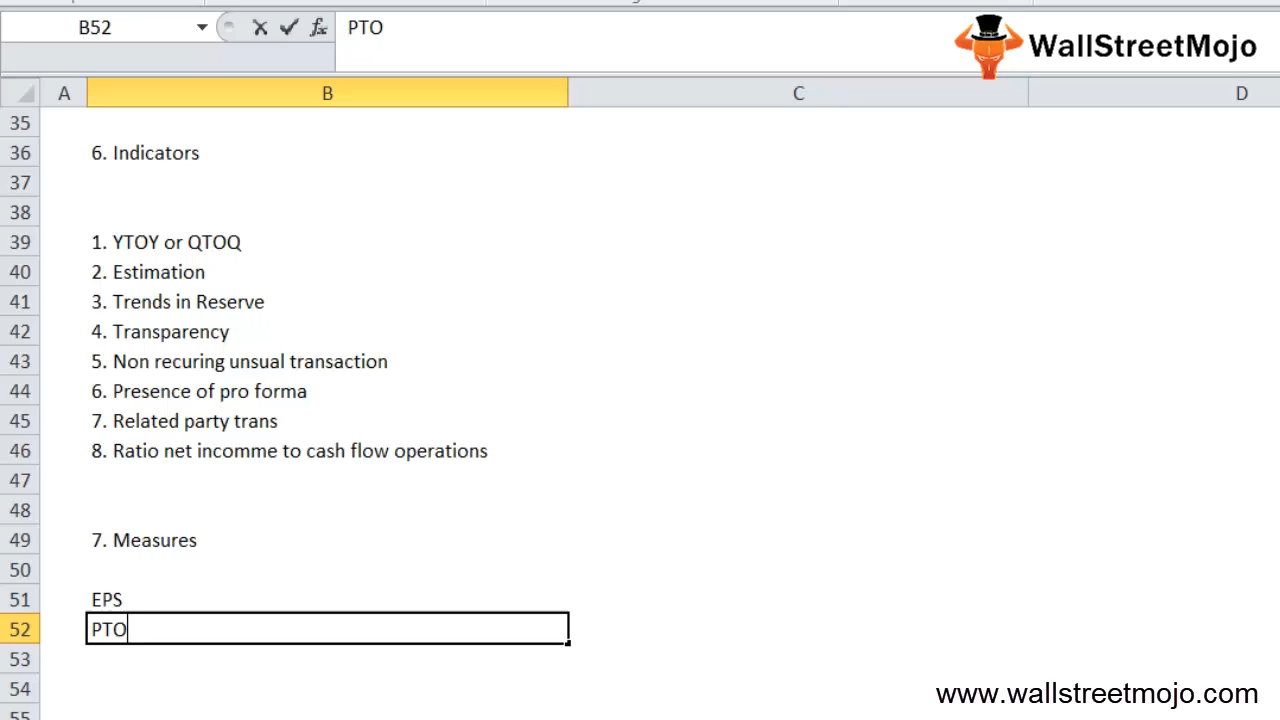 B52 fx PTO
WallStreetMojo
A B C D
35
36 6. Indicators
37
38
39 1. YTOY or QTOQ
40 2. Estimation
41 3. Trends in Reserve
42 4. Transparency
43 5. Non recuring unsual transaction
44 6. Presence of pro forma
45 7. Related party trans
46 8. Ratio net incomme to cash flow operations
47
48
49 7. Measures
50
51 EPS
52 PTO
53
54
55
www.wallstreetmojo.com